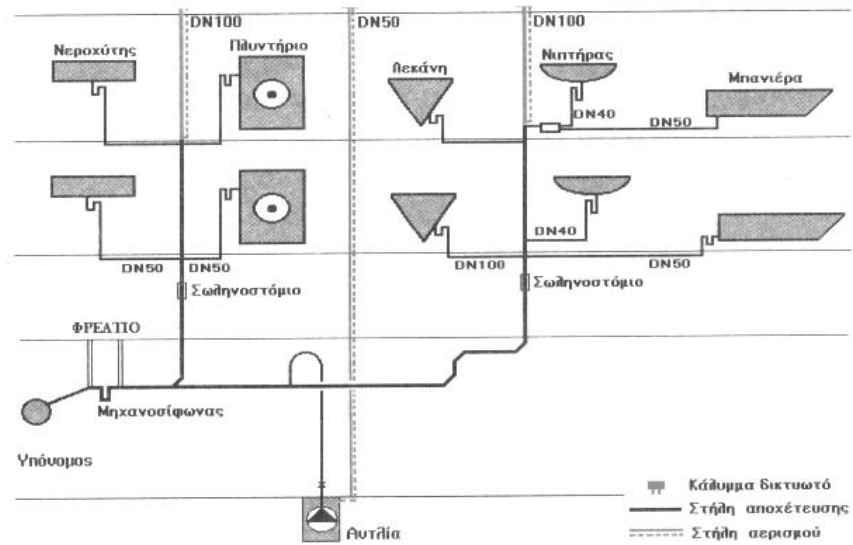 DN100
DN50
DN100
Νεροχύτης
Πλυντήριο
Λεκάνη
Νιπτήρας
Μπανιέρα
DN40
DN50
DN40
DN50
DN50
DN100
DN50
Σωληνοστόμιο
Σωληνοστόμιο
ΦΡΕΑΤΙΟ
Μηχανοσίφωνας
Υπόνομος
Αντλία
Κάλυμμα δικτυωτό
Στήλη αποχέτευσης
Στήλη αερισμού